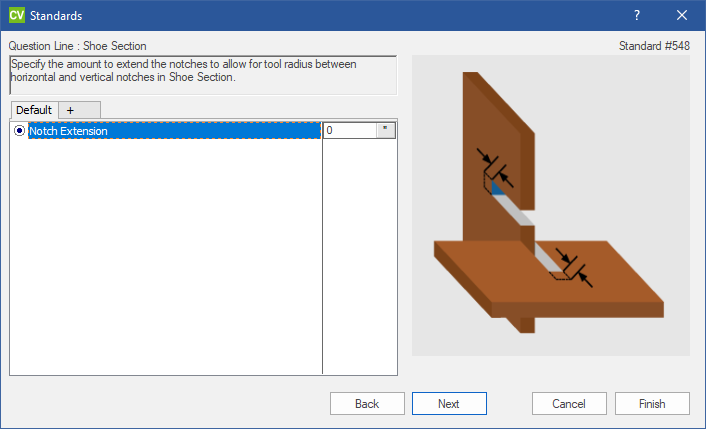 CV Standards ?
Question Line : Shoe Section
Standard #548
Specify the amount to extend the notches to allow for tool radius between
horizontal and vertical notches in Shoe Section.
Default +
Notch Extension 0 "
Back Next Cancel Finish